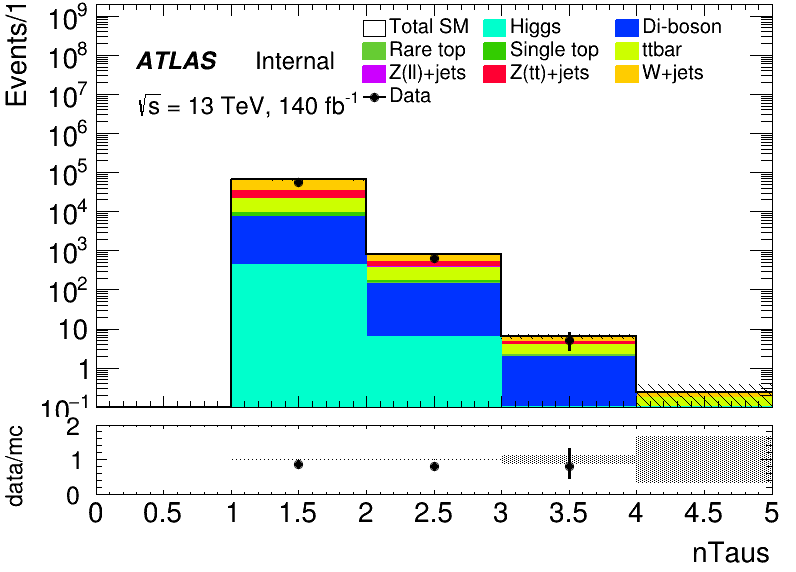 Events/1
10⁹
10⁸
10⁷
10⁶
10⁵
10⁴
10³
10²
10
1
10⁻¹
ATLAS Internal
√s = 13 TeV, 140 fb⁻¹
Total SM Higgs Di-boson
Rare top Single top ttbar
Z(ll)+jets Z(tt)+jets W+jets
Data
data/mc
2
1
0
0 0.5 1 1.5 2 2.5 3 3.5 4 4.5 5
nTaus